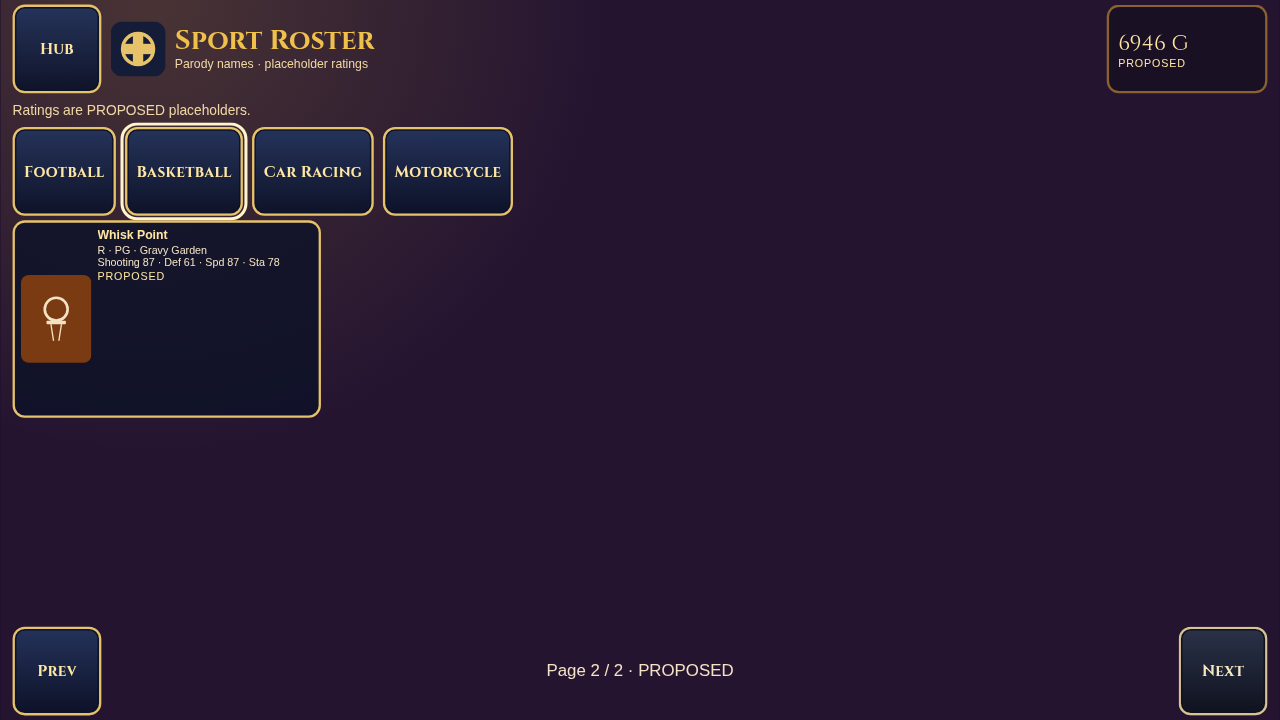 Hub
Sport Roster
Parody names · placeholder ratings
6946 G
PROPOSED
Ratings are PROPOSED placeholders.
Football
Basketball
Car Racing
Motorcycle
Whisk Point
R · PG · Gravy Garden
Shooting 87 · Def 61 · Spd 87 · Sta 78
PROPOSED
Prev
Page 2 / 2 · PROPOSED
Next